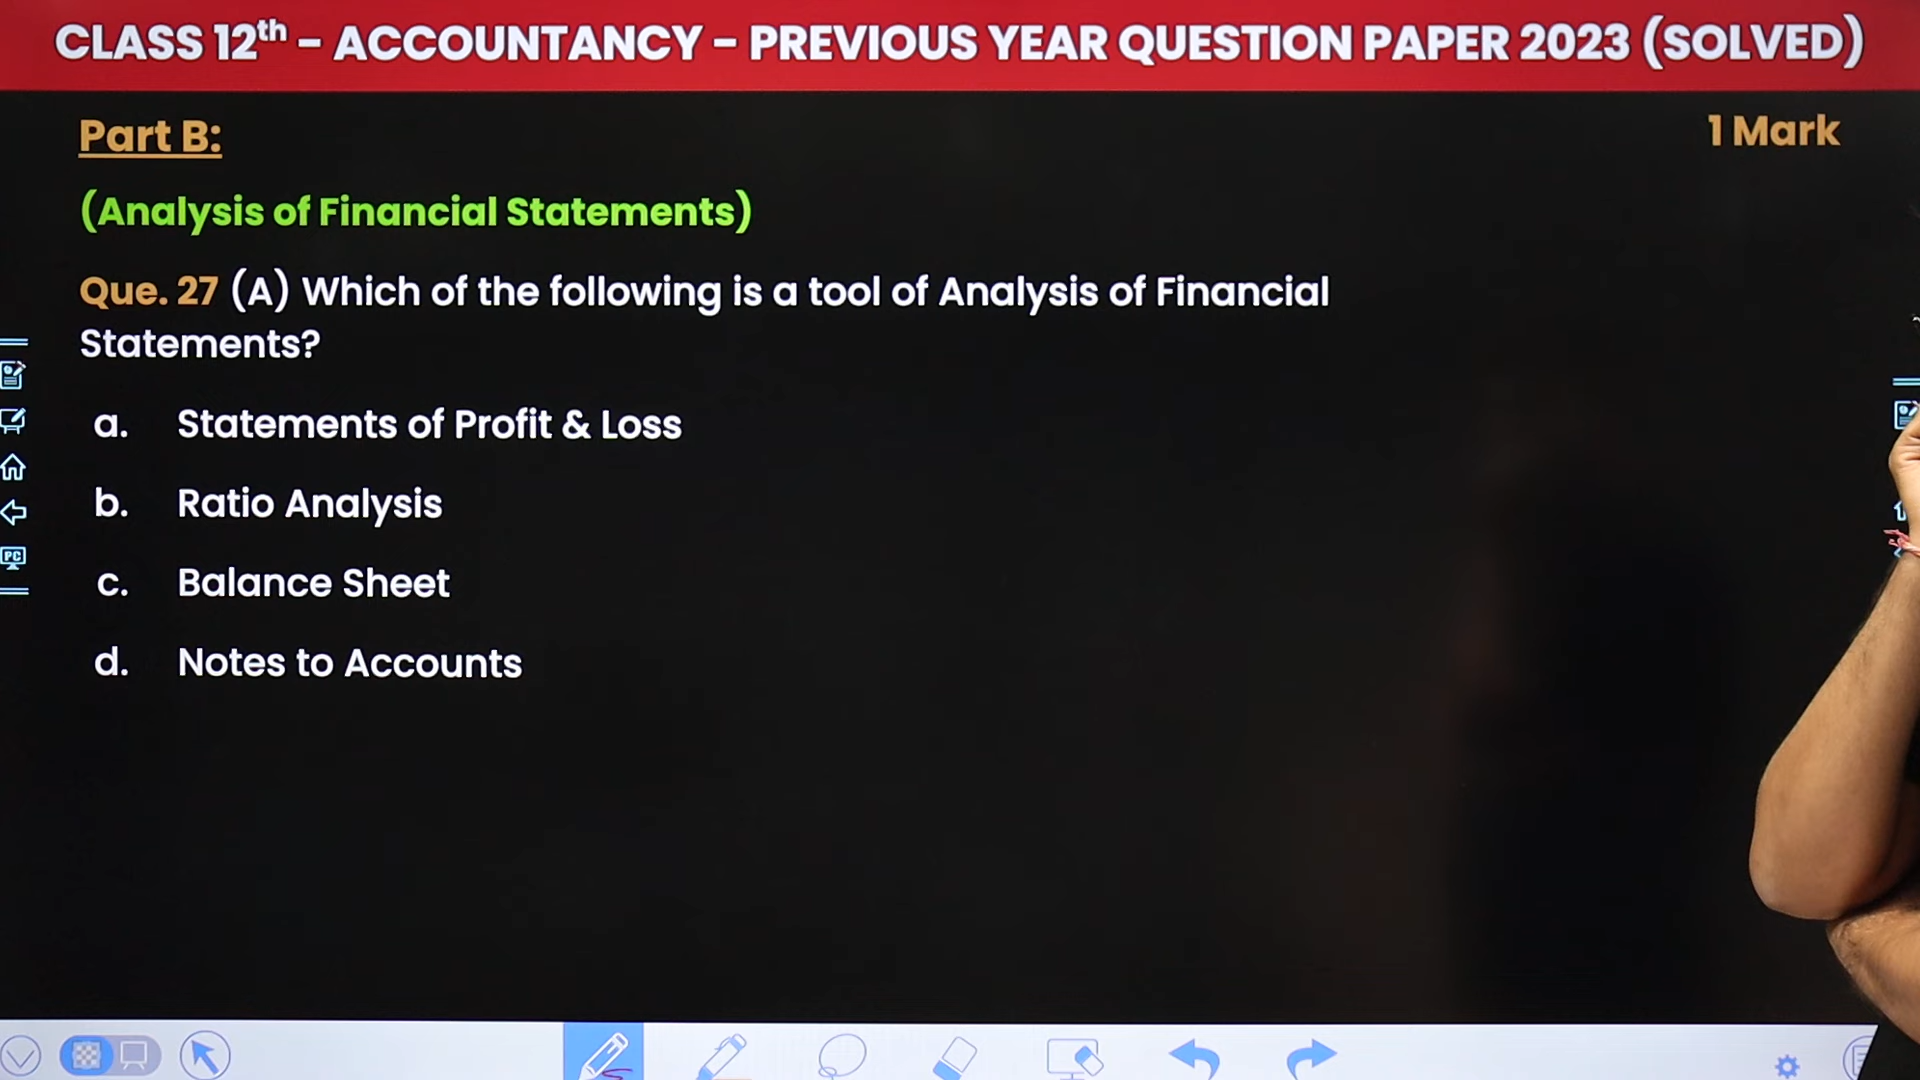 CLASS 12th – ACCOUNTANCY – PREVIOUS YEAR QUESTION PAPER 2023 (SOLVED)
Part B:
1 Mark
(Analysis of Financial Statements)
Que. 27 (A) Which of the following is a tool of Analysis of Financial
Statements?
a. Statements of Profit & Loss
b. Ratio Analysis
c. Balance Sheet
d. Notes to Accounts
PC